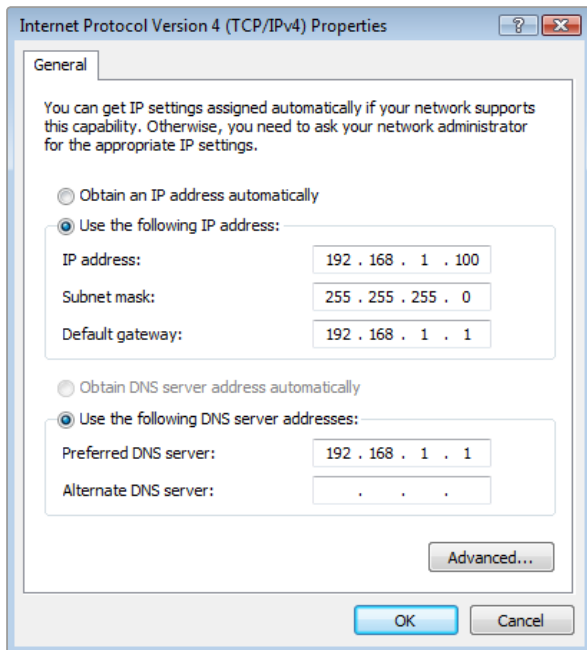 Internet Protocol Version 4 (TCP/IPv4) Properties
General
You can get IP settings assigned automatically if your network supports
this capability. Otherwise, you need to ask your network administrator
for the appropriate IP settings.
Obtain an IP address automatically
Use the following IP address:
IP address: 192 . 168 . 1 . 100
Subnet mask: 255 . 255 . 255 . 0
Default gateway: 192 . 168 . 1 . 1
Obtain DNS server address automatically
Use the following DNS server addresses:
Preferred DNS server: 192 . 168 . 1 . 1
Alternate DNS server: . . .
Advanced...
OK Cancel